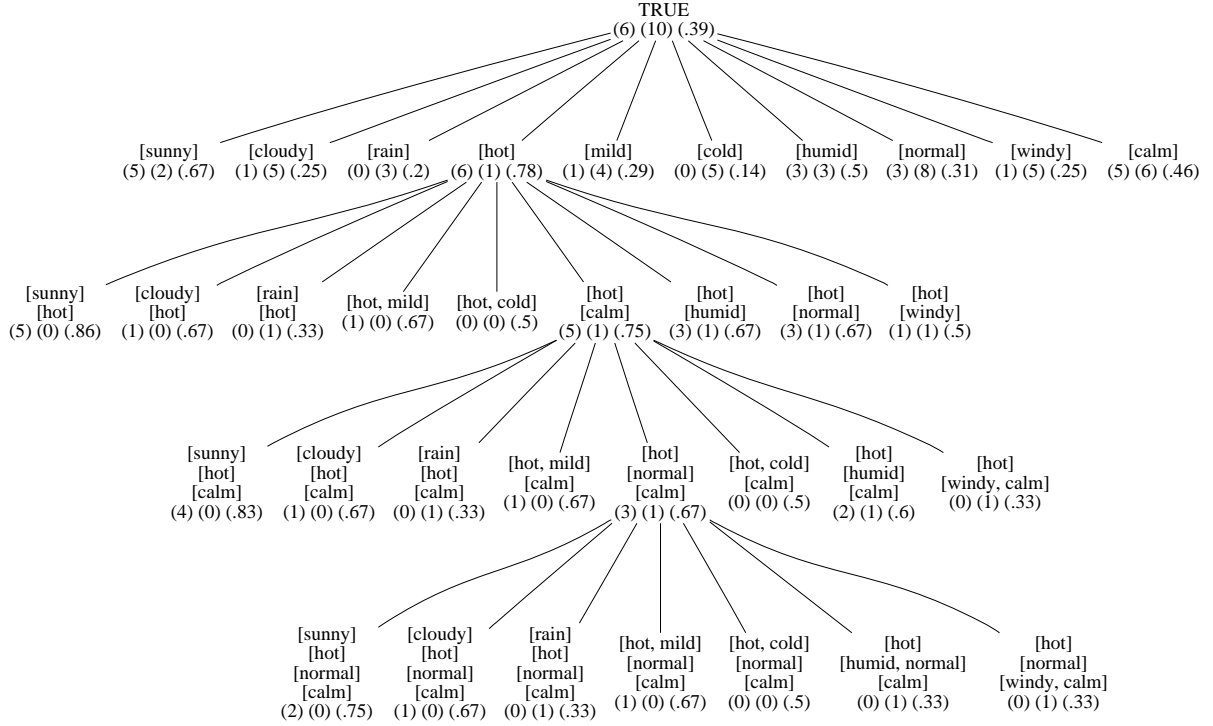 TRUE
(6) (10) (.39)
[sunny]
(5) (2) (.67)
[cloudy]
(1) (5) (.25)
[rain]
(0) (3) (.2)
[hot]
(6) (1) (.78)
[mild]
(1) (4) (.29)
[cold]
(0) (5) (.14)
[humid]
(3) (3) (.5)
[normal]
(3) (8) (.31)
[windy]
(1) (5) (.25)
[calm]
(5) (6) (.46)
[sunny]
[hot]
(5) (0) (.86)
[cloudy]
[hot]
(1) (0) (.67)
[rain]
[hot]
(0) (1) (.33)
[hot, mild]
(1) (0) (.67)
[hot, cold]
(0) (0) (.5)
[hot]
[calm]
(5) (1) (.75)
[hot]
[humid]
(3) (1) (.67)
[hot]
[normal]
(3) (1) (.67)
[hot]
[windy]
(1) (1) (.5)
[sunny]
[hot]
[calm]
(4) (0) (.83)
[cloudy]
[hot]
[calm]
(1) (0) (.67)
[rain]
[hot]
[calm]
(0) (1) (.33)
[hot, mild]
[calm]
(1) (0) (.67)
[hot]
[normal]
[calm]
(3) (1) (.67)
[hot, cold]
[calm]
(0) (0) (.5)
[hot]
[humid]
[calm]
(2) (1) (.6)
[hot]
[windy, calm]
(0) (1) (.33)
[sunny]
[hot]
[normal]
[calm]
(2) (0) (.75)
[cloudy]
[hot]
[normal]
[calm]
(1) (0) (.67)
[rain]
[hot]
[normal]
[calm]
(0) (1) (.33)
[hot, mild]
[normal]
[calm]
(1) (0) (.67)
[hot, cold]
[normal]
[calm]
(0) (0) (.5)
[hot]
[humid, normal]
[calm]
(0) (1) (.33)
[hot]
[normal]
[windy, calm]
(0) (1) (.33)